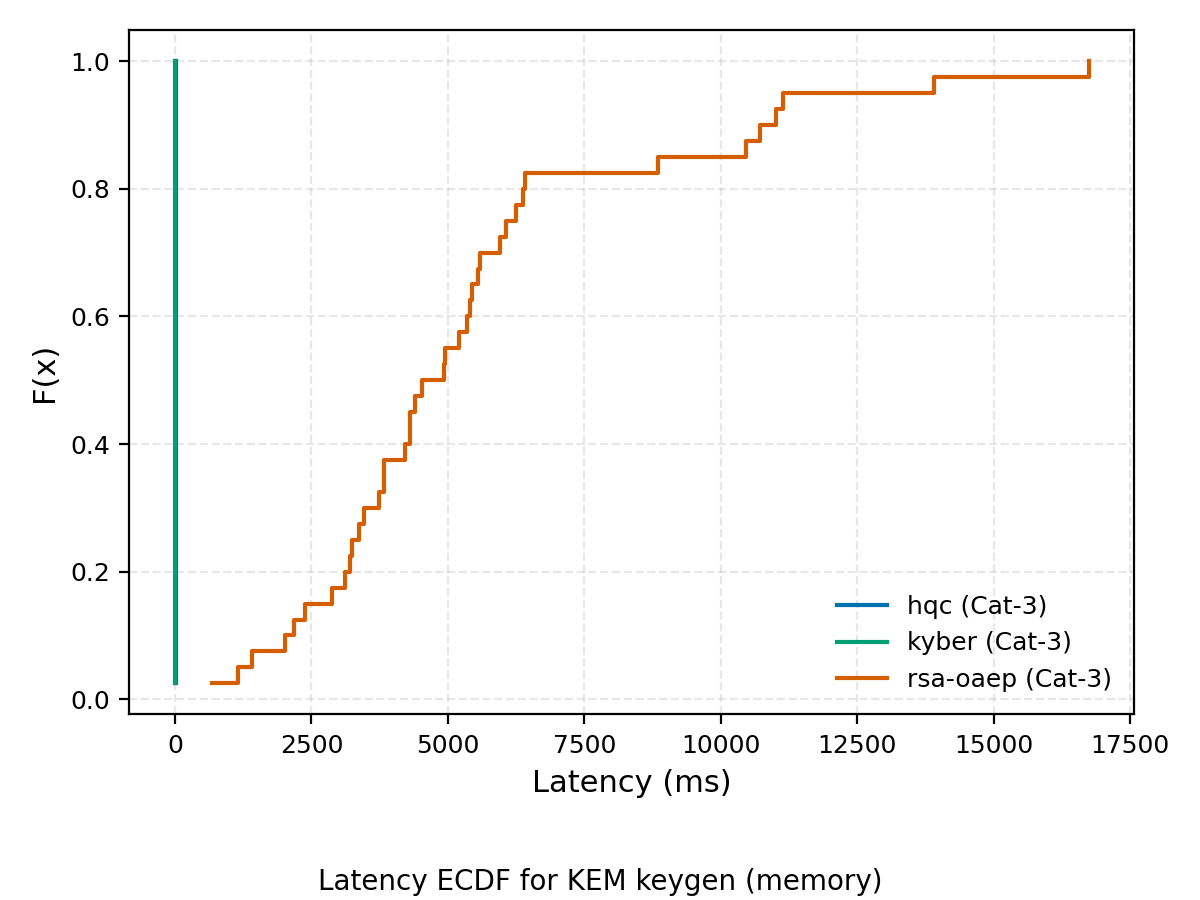 1.0
0.8
0.6
0.4
0.2
0.0
F(x)
hqc (Cat-3)
kyber (Cat-3)
rsa-oaep (Cat-3)
0 2500 5000 7500 10000 12500 15000 17500
Latency (ms)
Latency ECDF for KEM keygen (memory)